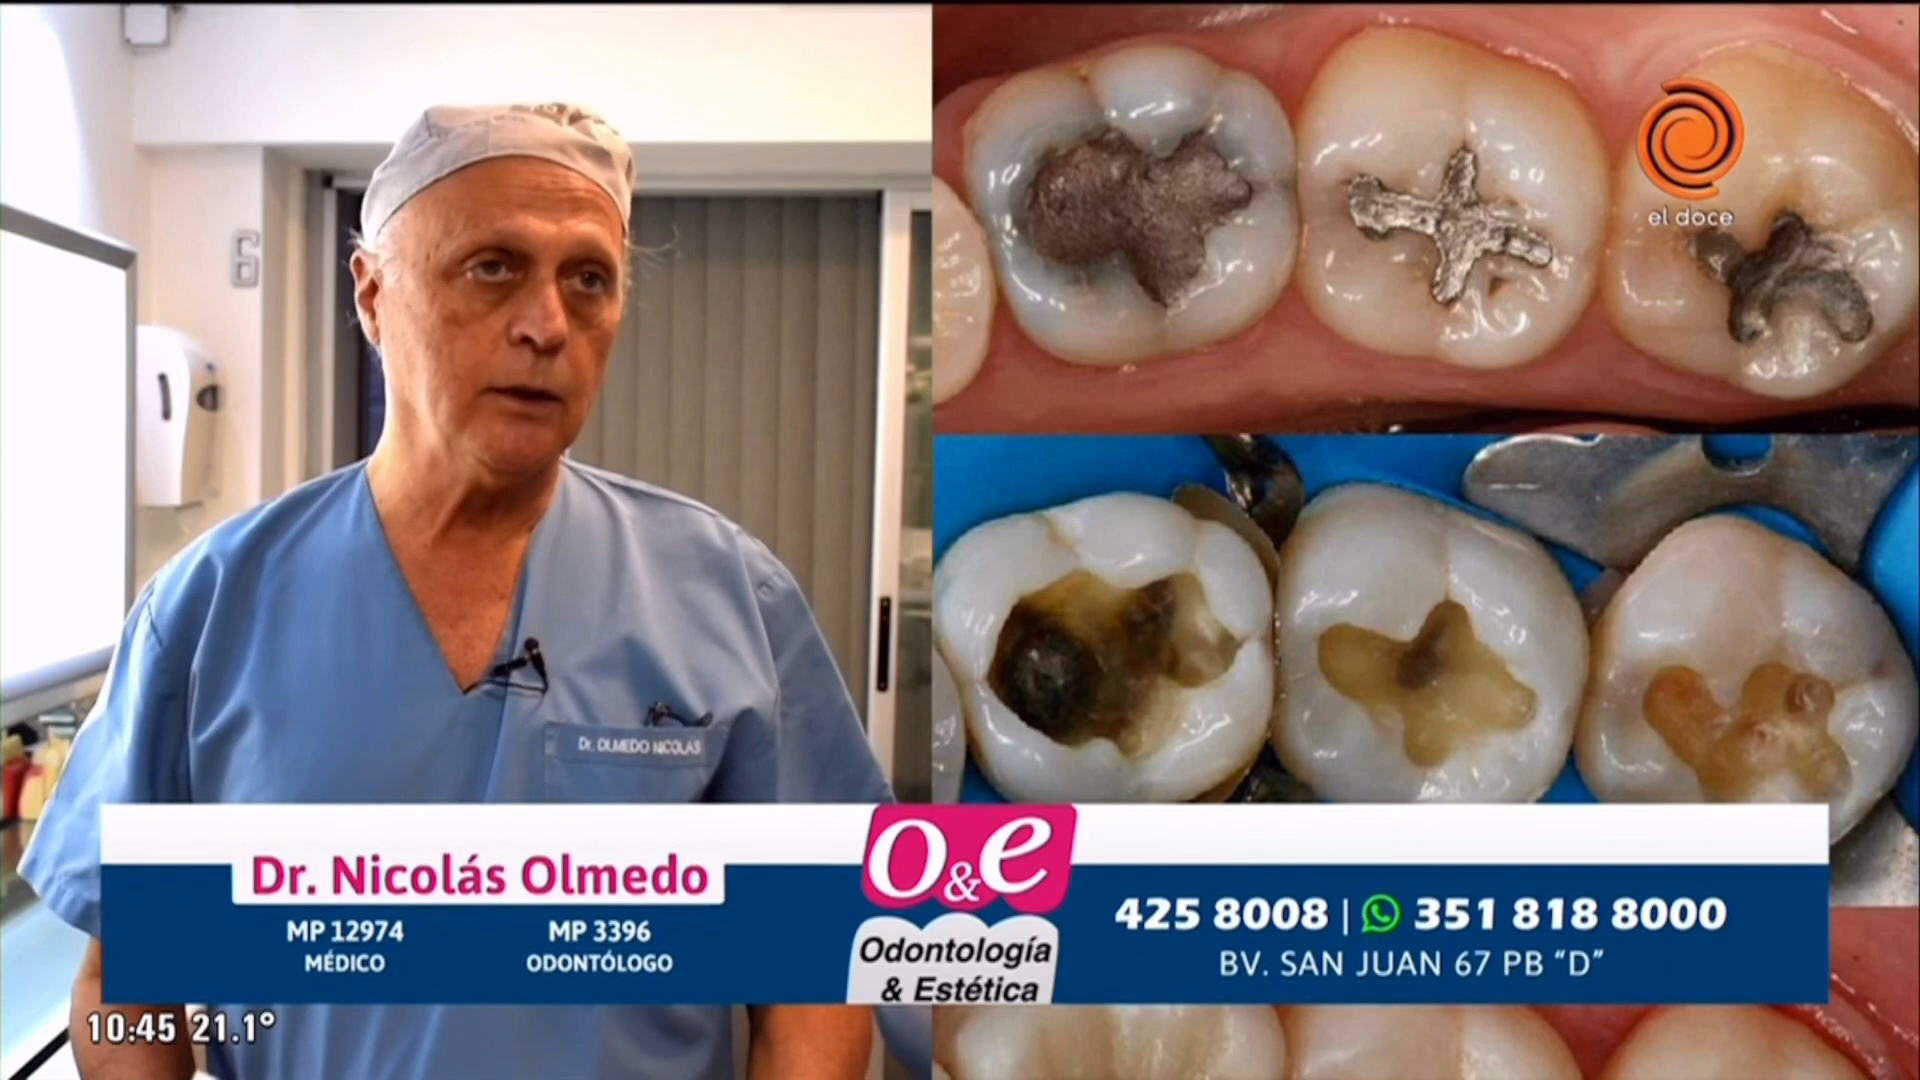 6
el doce
Dr. OLMEDO NICOLAS
Dr. Nicolás Olmedo
MP 12974
MÉDICO
MP 3396
ODONTÓLOGO
o&e
Odontología
& Estética
425 8008 | 351 818 8000
BV. SAN JUAN 67 PB “D”
10:45 21.1°